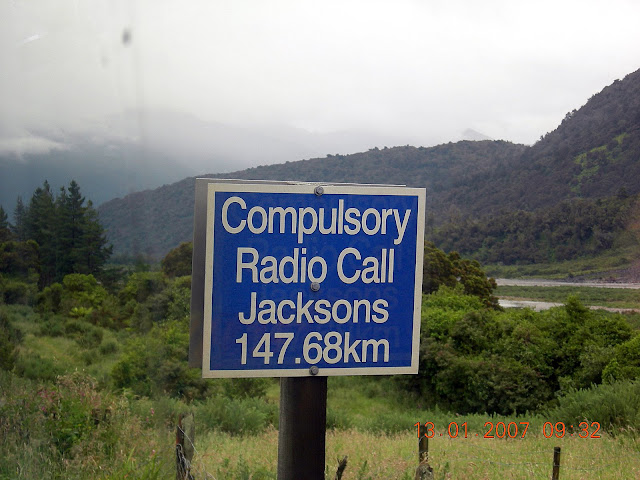 Compulsory
Radio Call
Jacksons
147.68km
13.01.2007 09:32